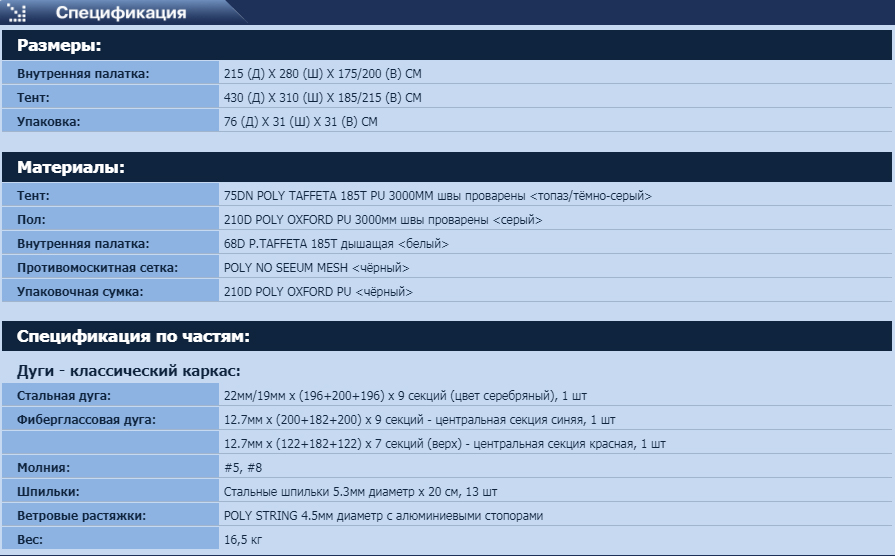 Спецификация
Размеры:
Внутренняя палатка: 215 (Д) X 280 (Ш) X 175/200 (В) СМ
Тент: 430 (Д) X 310 (Ш) X 185/215 (В) СМ
Упаковка: 76 (Д) X 31 (Ш) X 31 (В) СМ
Материалы:
Тент: 75DN POLY TAFFETA 185T PU 3000MM швы проварены <топаз/тёмно-серый>
Пол: 210D POLY OXFORD PU 3000мм швы проварены <серый>
Внутренняя палатка: 68D P.TAFFETA 185T дышащая <белый>
Противомоскитная сетка: POLY NO SEEUM MESH <чёрный>
Упаковочная сумка: 210D POLY OXFORD PU <чёрный>
Спецификация по частям:
Дуги - классический каркас:
Стальная дуга: 22мм/19мм x (196+200+196) x 9 секций (цвет серебряный), 1 шт
Фиберглассовая дуга: 12.7мм x (200+182+200) x 9 секций - центральная секция синяя, 1 шт
12.7мм x (122+182+122) x 7 секций (верх) - центральная секция красная, 1 шт
Молния: #5, #8
Шпильки: Стальные шпильки 5.3мм диаметр x 20 см, 13 шт
Ветровые растяжки: POLY STRING 4.5мм диаметр с алюминиевыми стопорами
Вес: 16,5 кг